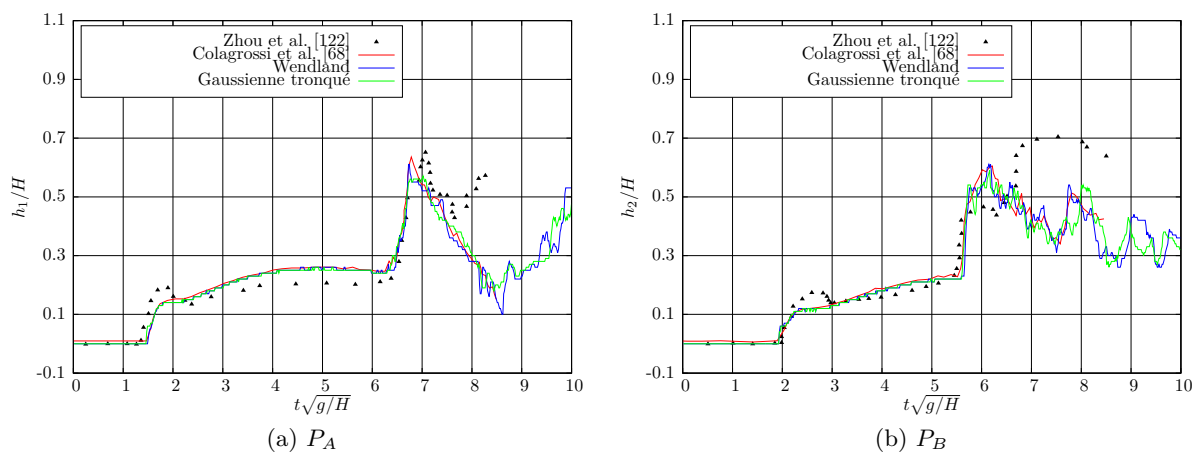 1.1
0.9
0.7
0.5
0.3
0.1
-0.1
h₁/H
Zhou et al. [122]
Colagrossi et al. [68]
Wendland
Gaussienne tronqué
0 1 2 3 4 5 6 7 8 9 10
t√g/H
(a) P_A
1.1
0.9
0.7
0.5
0.3
0.1
-0.1
h₂/H
Zhou et al. [122]
Colagrossi et al. [68]
Wendland
Gaussienne tronqué
0 1 2 3 4 5 6 7 8 9 10
t√g/H
(b) P_B